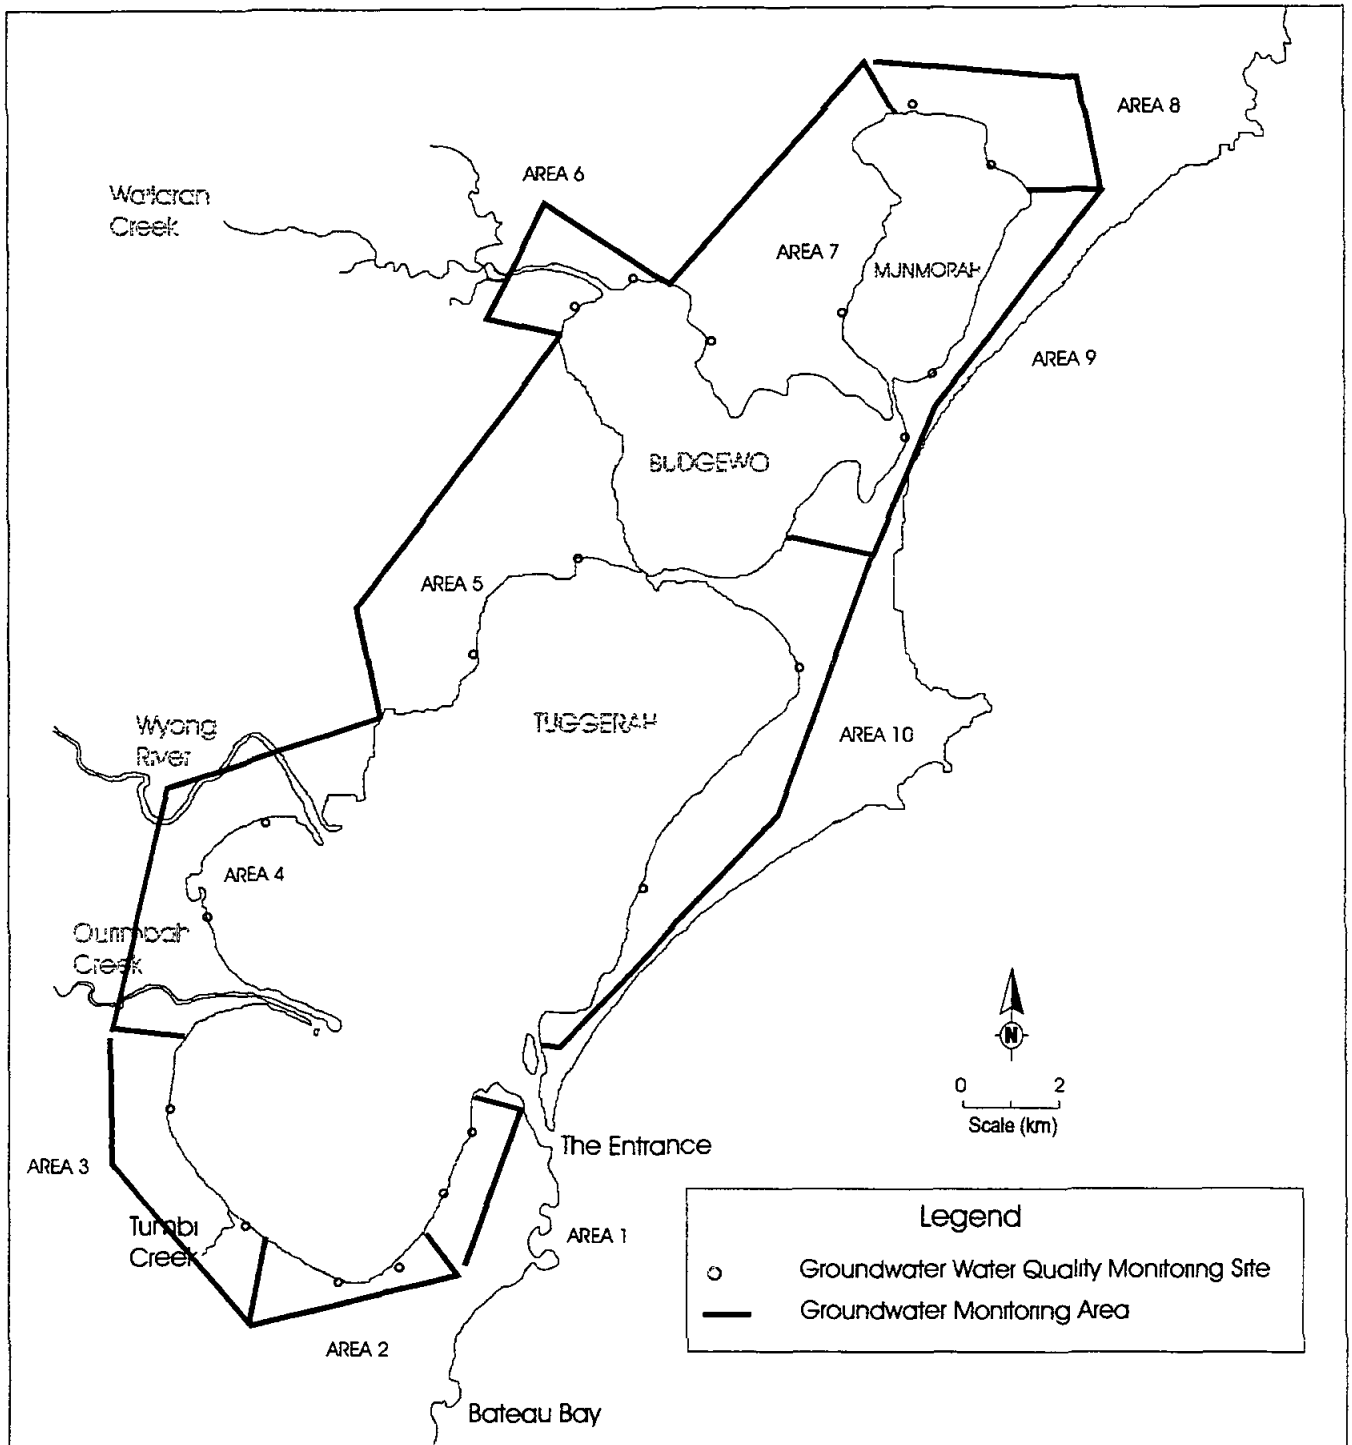 AREA 8
AREA 6
Wallarah
Creek
AREA 7
MUNMORAH
AREA 9
BUDGEWO
AREA 5
TUGGERAH
Wyong
River
AREA 10
AREA 4
Ourimbah
Creek
N
0 2
Scale (km)
The Entrance
AREA 3
Tumbi
Creek
AREA 1
Legend
Groundwater Water Quality Monitoring Site
Groundwater Monitoring Area
AREA 2
Bateau Bay